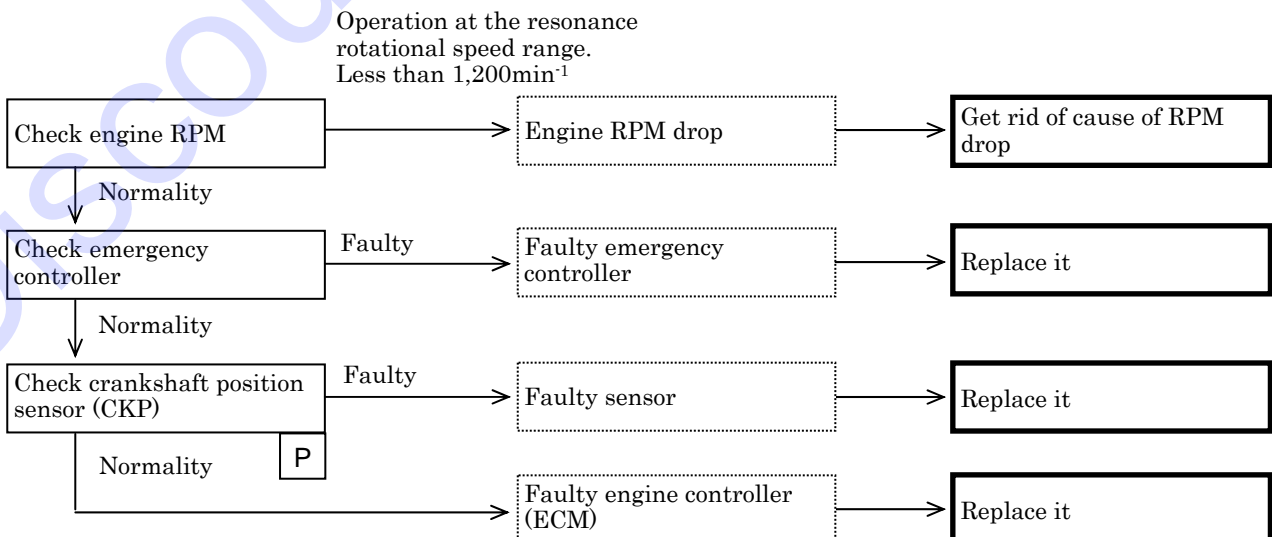 Operation at the resonance
rotational speed range.
Less than 1,200min-1
Check engine RPM
Engine RPM drop
Get rid of cause of RPM
drop
Normality
Check emergency
controller
Faulty
Faulty emergency
controller
Replace it
Normality
Check crankshaft position
sensor (CKP)
P
Faulty
Faulty sensor
Replace it
Normality
Faulty engine controller
(ECM)
Replace it